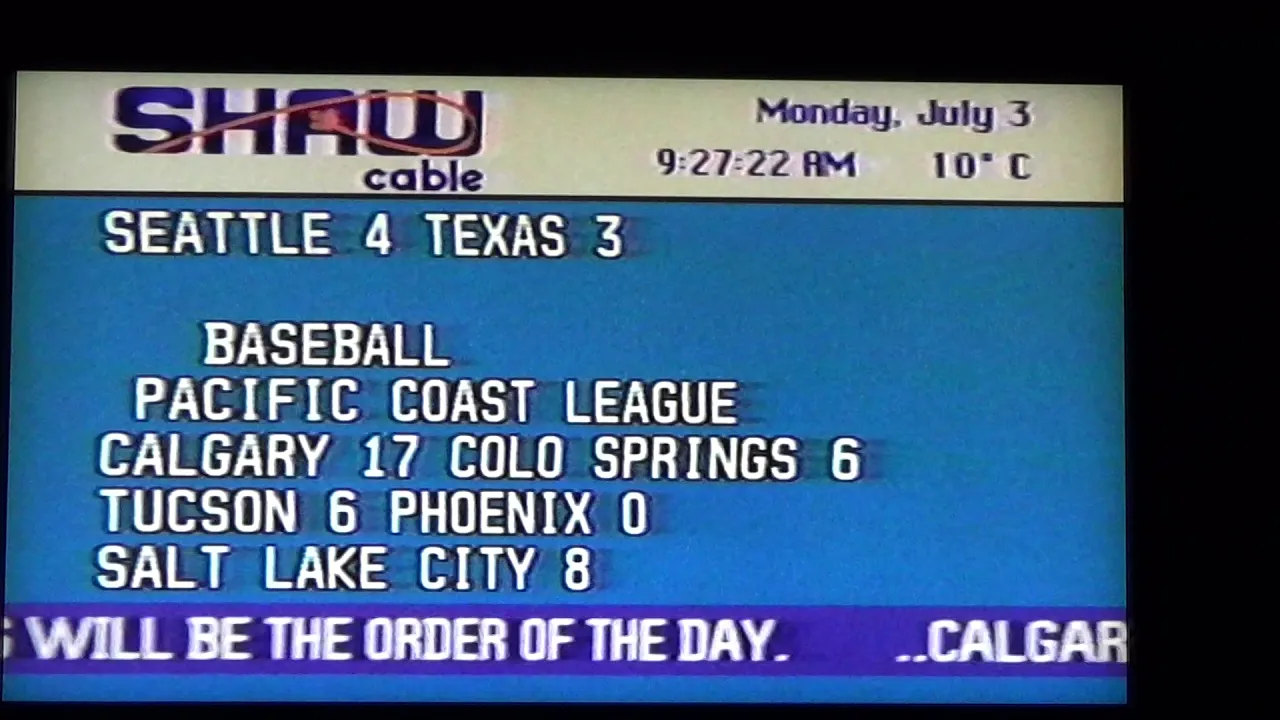 SHAW
cable
Monday, July 3
9:27:22 AM 10° C
SEATTLE 4 TEXAS 3
BASEBALL
PACIFIC COAST LEAGUE
CALGARY 17 COLO SPRINGS 6
TUCSON 6 PHOENIX 0
SALT LAKE CITY 8
WILL BE THE ORDER OF THE DAY. ..CALGAR